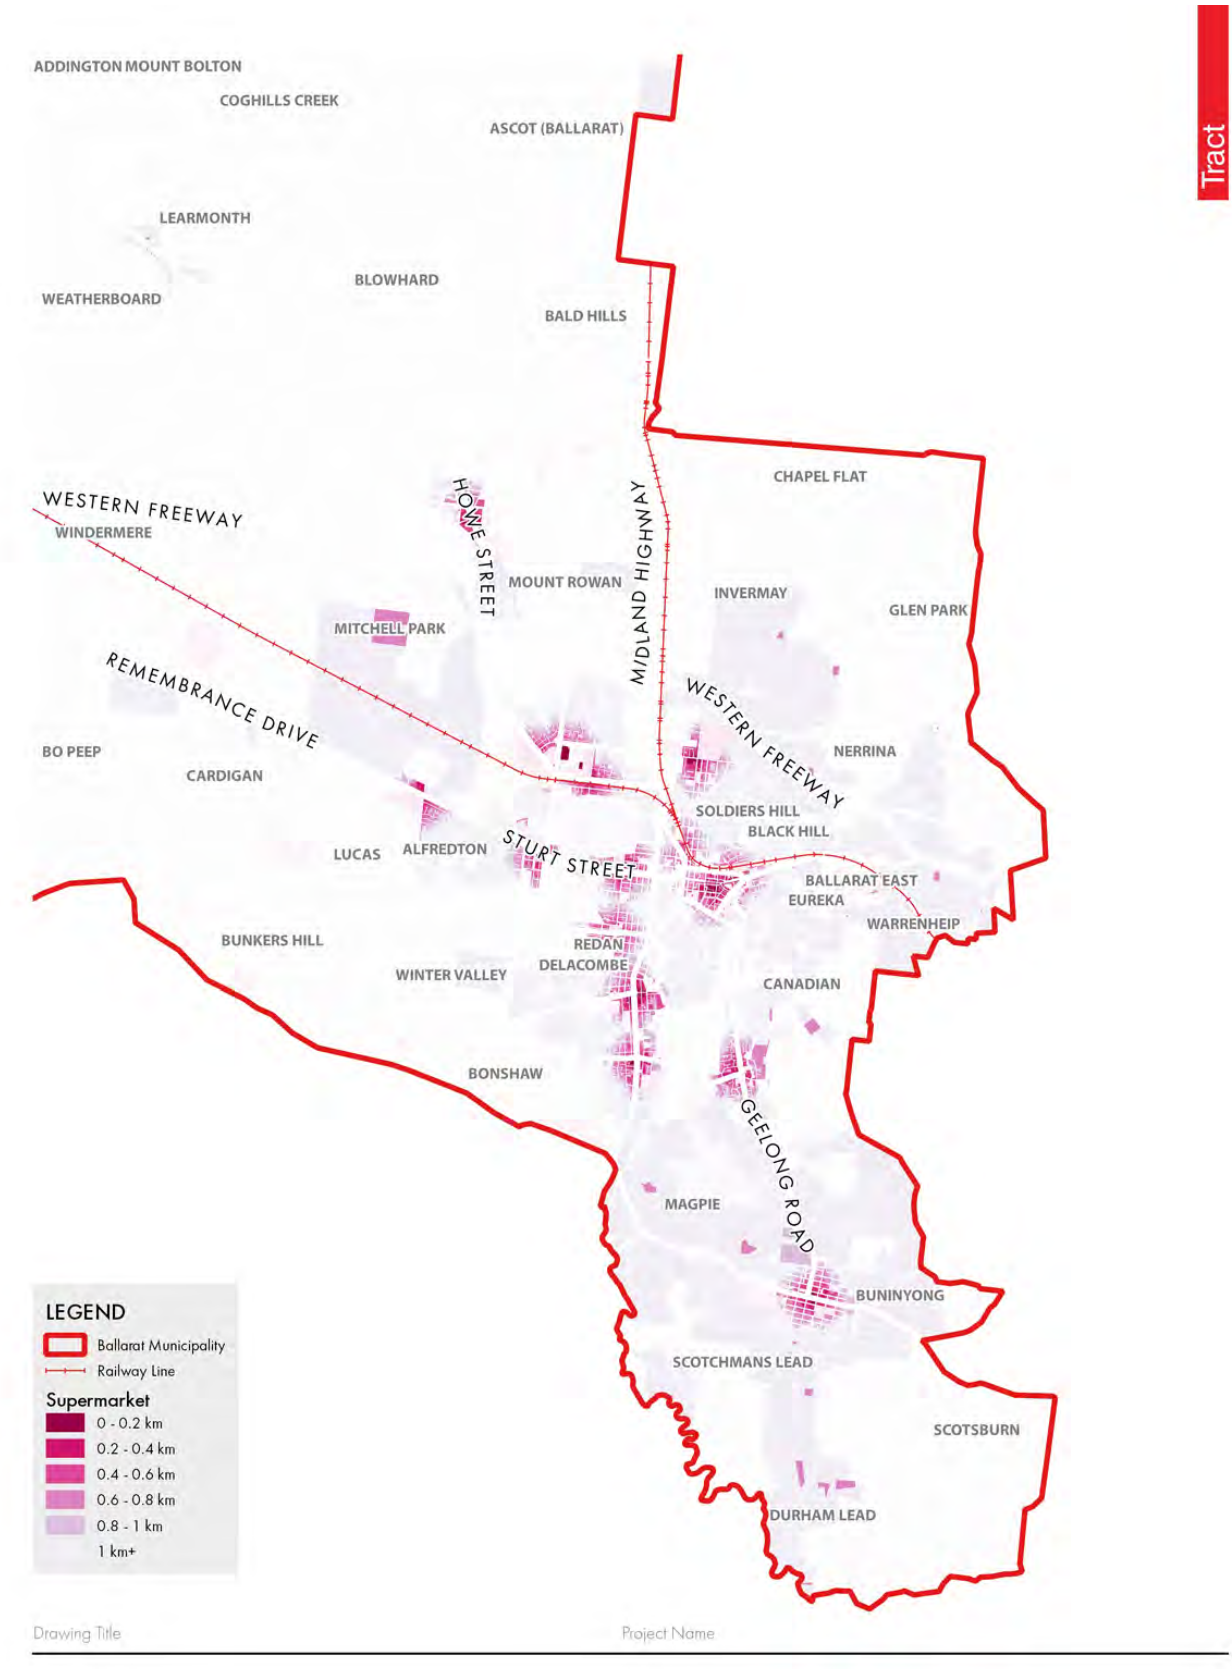 Tract
ADDINGTON MOUNT BOLTON
COGHILLS CREEK
ASCOT (BALLARAT)
LEARMONTH
BLOWHARD
WEATHERBOARD
BALD HILLS
CHAPEL FLAT
WESTERN FREEWAY
HOWE STREET
MIDLAND HIGHWAY
WINDERMERE
MOUNT ROWAN
INVERMAY
GLEN PARK
MITCHELL PARK
REMEMBRANCE DRIVE
WESTERN FREEWAY
BO PEEP
NERRINA
CARDIGAN
SOLDIERS HILL
BLACK HILL
STURT STREET
LUCAS
ALFREDTON
BALLARAT EAST
EUREKA
WARRENHEIP
BUNKERS HILL
REDAN
DELACOMBE
WINTER VALLEY
CANADIAN
BONSHAW
GEELONG ROAD
MAGPIE
BUNINYONG
SCOTCHMANS LEAD
SCOTSBURN
DURHAM LEAD
LEGEND
Ballarat Municipality
Railway Line
Supermarket
0 - 0.2 km
0.2 - 0.4 km
0.4 - 0.6 km
0.6 - 0.8 km
0.8 - 1 km
1 km+
Drawing Title
Project Name